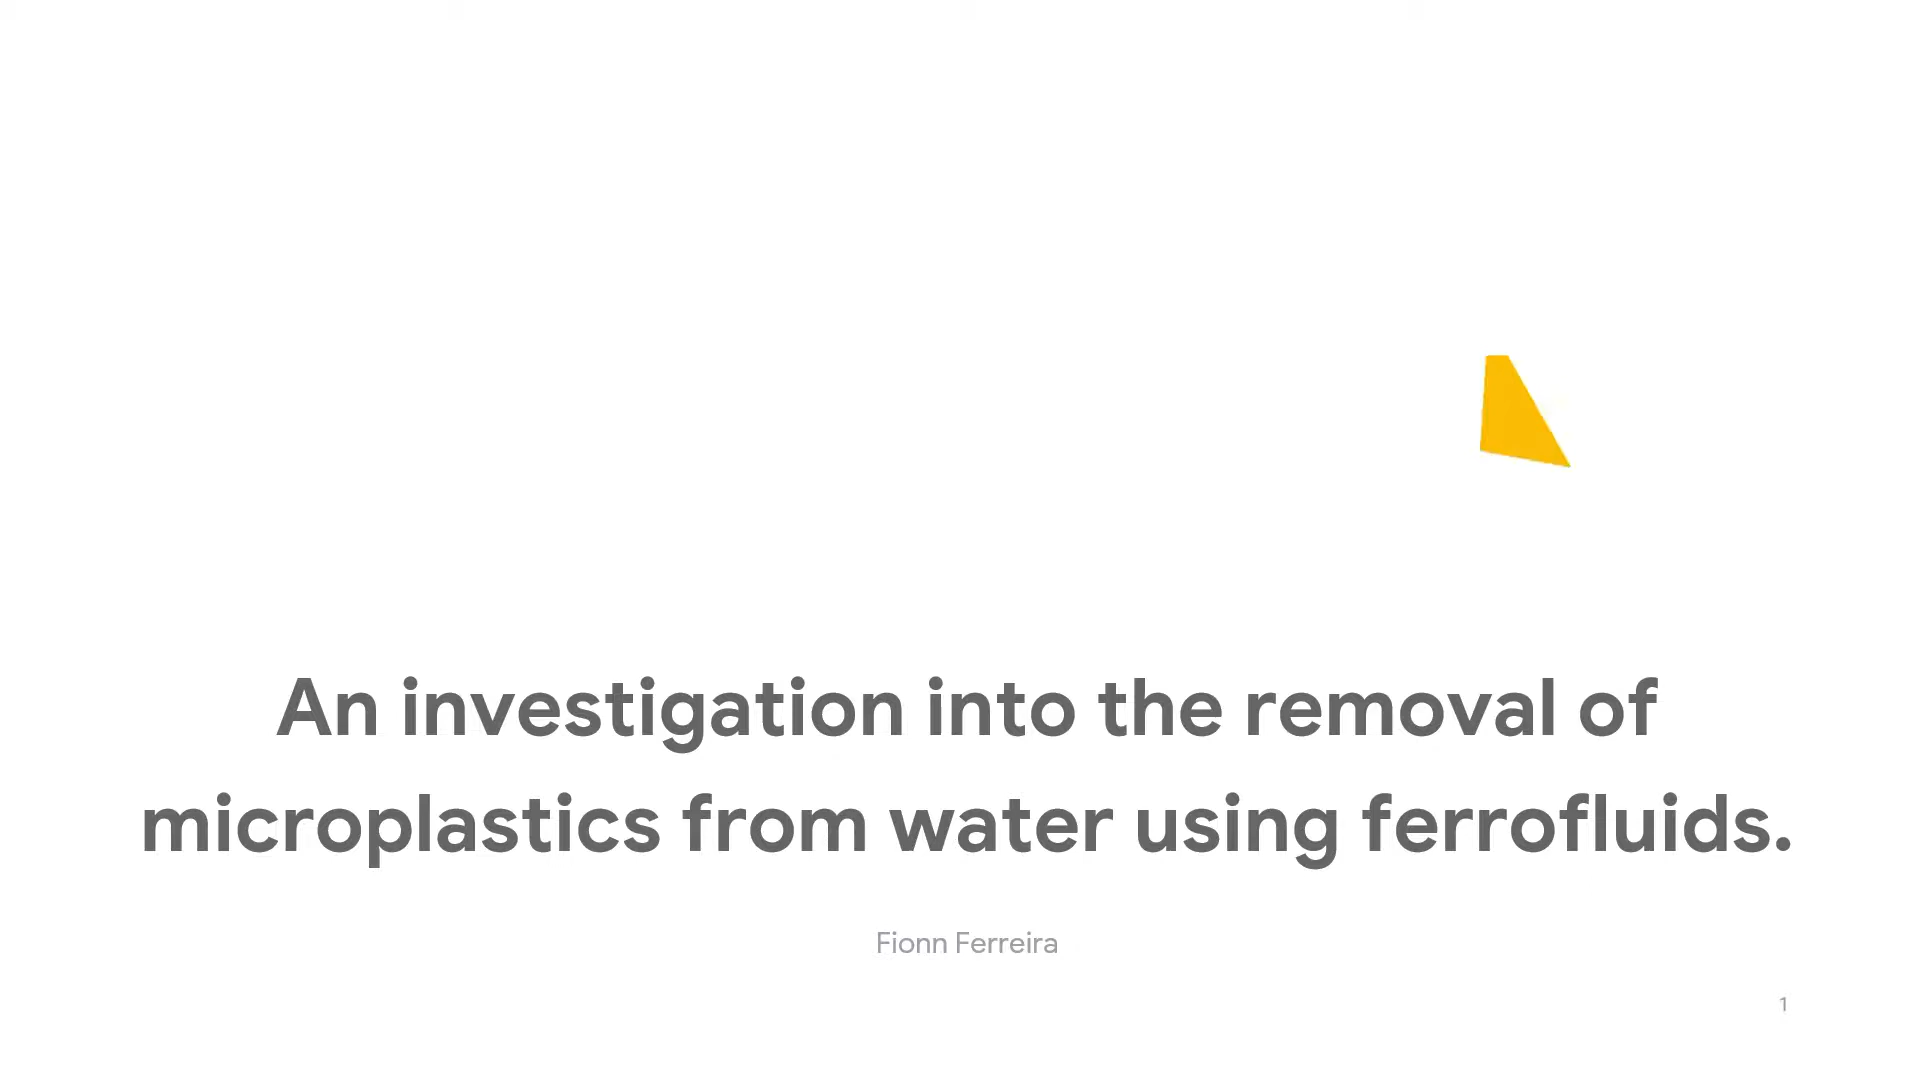 An investigation into the removal of
microplastics from water using ferrofluids.
Fionn Ferreira
1